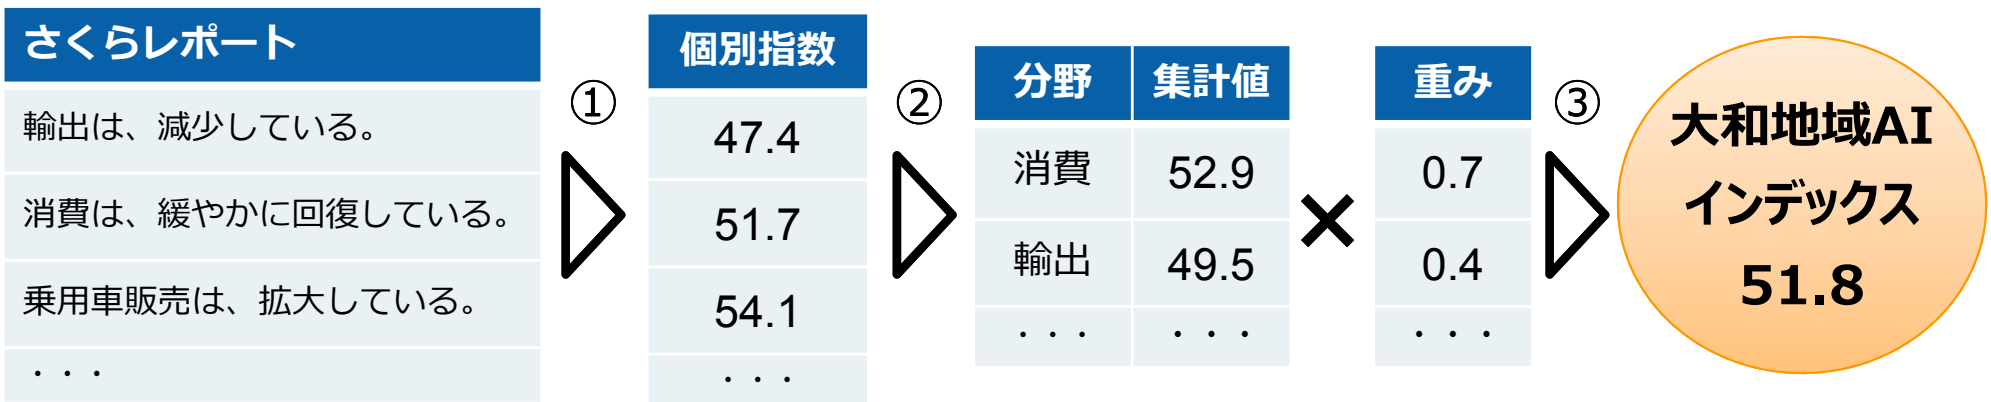 さくらレポート
輸出は、減少している。
消費は、緩やかに回復している。
乗用車販売は、拡大している。
・・・
①
個別指数
47.4
51.7
54.1
・・・
②
分野 集計値
消費 52.9
輸出 49.5
・・・ ・・・
×
重み
0.7
0.4
・・・
③
大和地域AI
インデックス
51.8